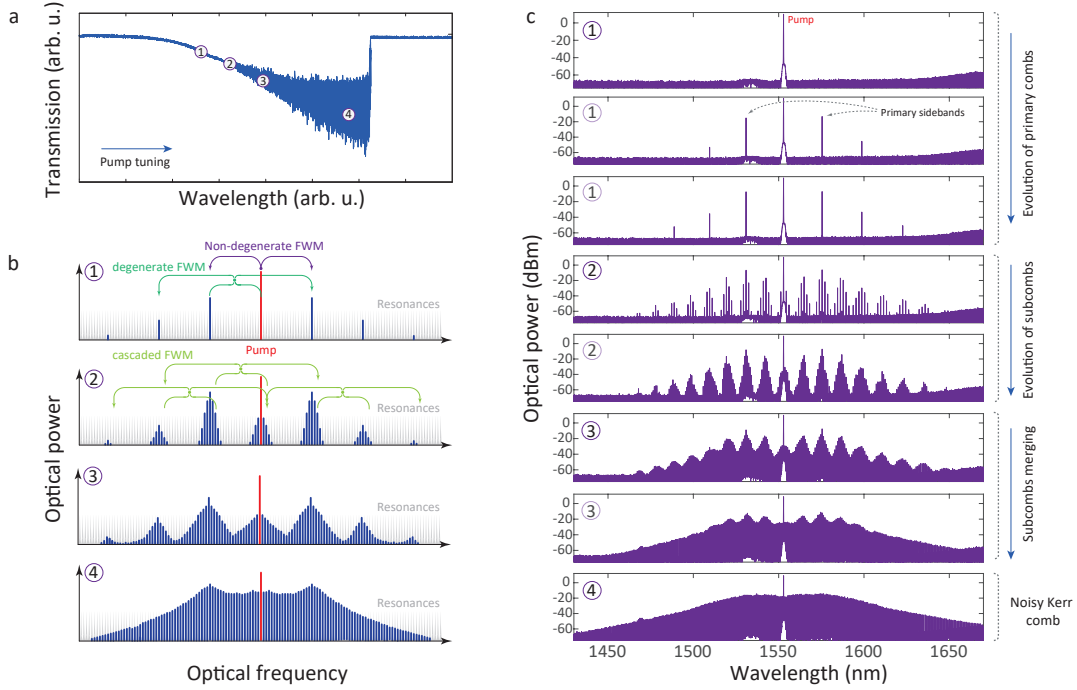 a
Transmission (arb. u.)
1
2
3
4
Pump tuning
Wavelength (arb. u.)
b
Optical power
Non-degenerate FWM
1
degenerate FWM
Resonances
cascaded FWM
Pump
2
Resonances
3
Resonances
4
Resonances
Optical frequency
c
Optical power (dBm)
0
-20
-40
-60
1
Pump
0
-20
-40
-60
1
Primary sidebands
0
-20
-40
-60
1
Evolution of primary combs
0
-20
-40
-60
2
0
-20
-40
-60
2
Evolution of subcombs
0
-20
-40
-60
3
0
-20
-40
-60
3
Subcombs merging
0
-20
-40
-60
4
Noisy Kerr
comb
1450 1500 1550 1600 1650
Wavelength (nm)